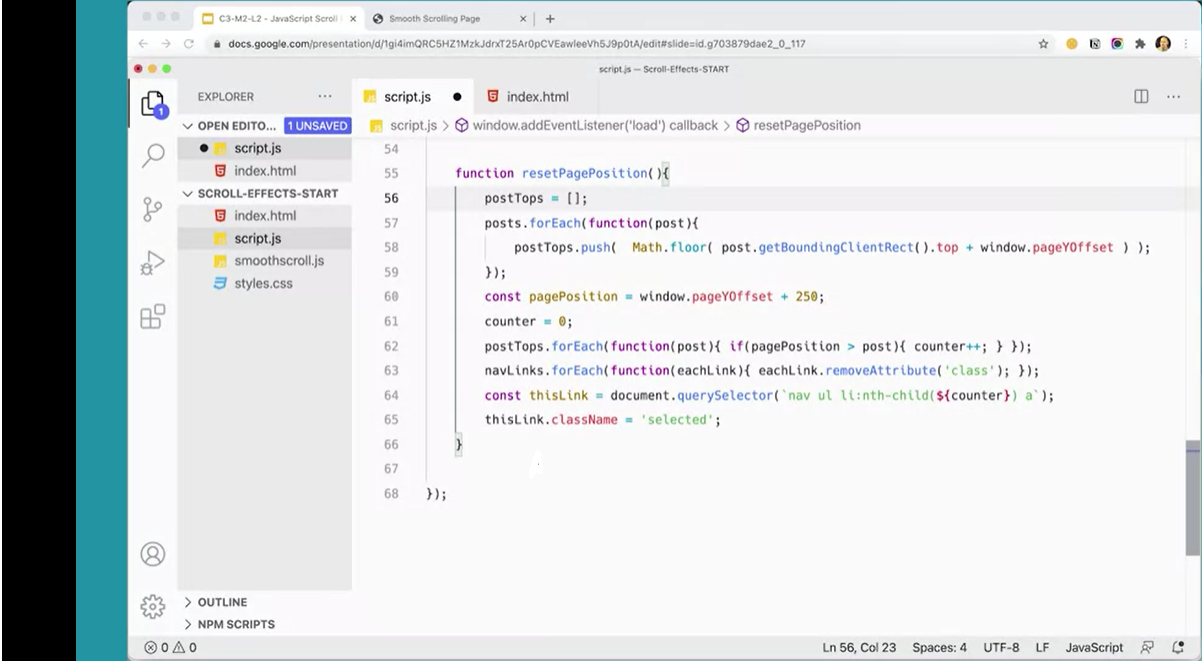 C3-M2-L2 - JavaScript Scroll
Smooth Scrolling Page
docs.google.com/presentation/d/1gi4imQRC5HZ1MzkJdrxT25Ar0pCVEawleeVh5J9p0tA/edit#slide=id.g703879dae2_0_117
script.js — Scroll-Effects-START
EXPLORER
script.js
index.html
OPEN EDITO... 1 UNSAVED
script.js > window.addEventListener('load') callback > resetPagePosition
script.js
index.html
SCROLL-EFFECTS-START
index.html
script.js
smoothscroll.js
styles.css
1
54
55 function resetPagePosition(){
56 postTops = [];
57 posts.forEach(function(post){
58 postTops.push( Math.floor( post.getBoundingClientRect().top + window.pageYOffset ) );
59 });
60 const pagePosition = window.pageYOffset + 250;
61 counter = 0;
62 postTops.forEach(function(post){ if(pagePosition > post){ counter++; } });
63 navLinks.forEach(function(eachLink){ eachLink.removeAttribute('class'); });
64 const thisLink = document.querySelector(`nav ul li:nth-child(${counter}) a`);
65 thisLink.className = 'selected';
66 }
67
68 });
OUTLINE
NPM SCRIPTS
0 0
Ln 56, Col 23 Spaces: 4 UTF-8 LF JavaScript